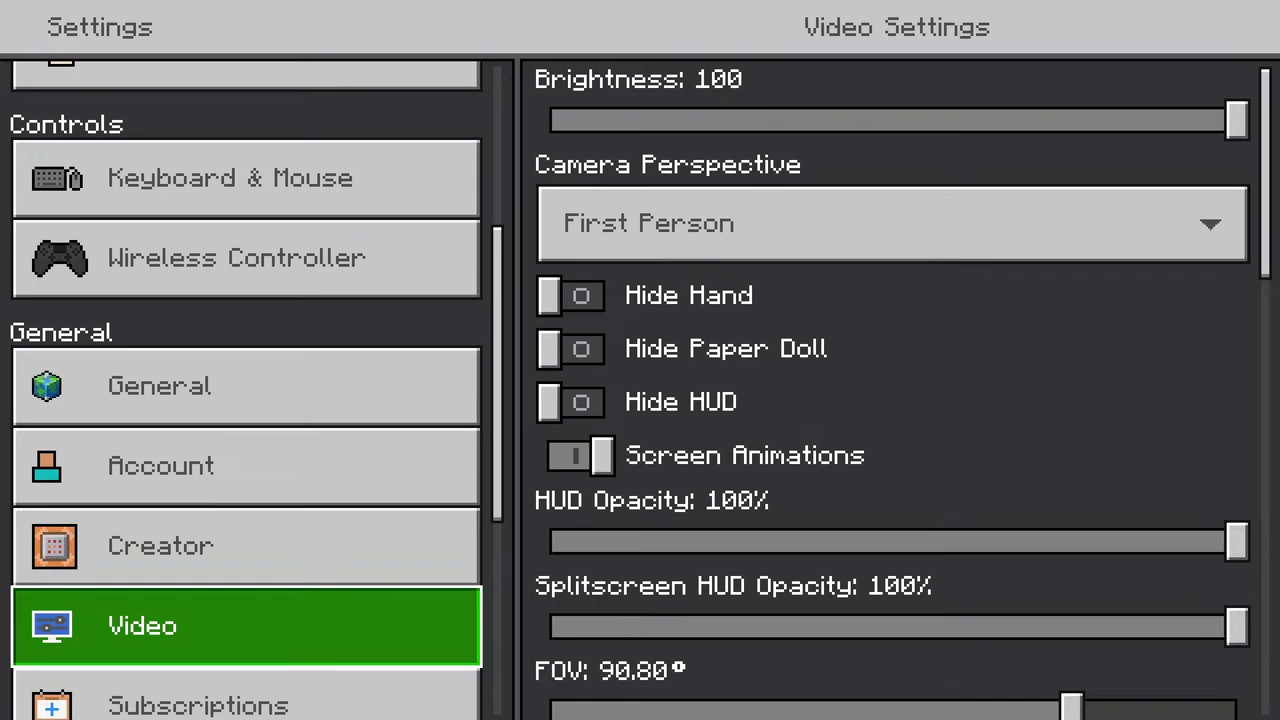 Settings
Video Settings
Controls
Keyboard & Mouse
Wireless Controller
General
General
Account
Creator
Video
Subscriptions
Brightness: 100
Camera Perspective
First Person
Hide Hand
Hide Paper Doll
Hide HUD
Screen Animations
HUD Opacity: 100%
Splitscreen HUD Opacity: 100%
FOV: 90.80°